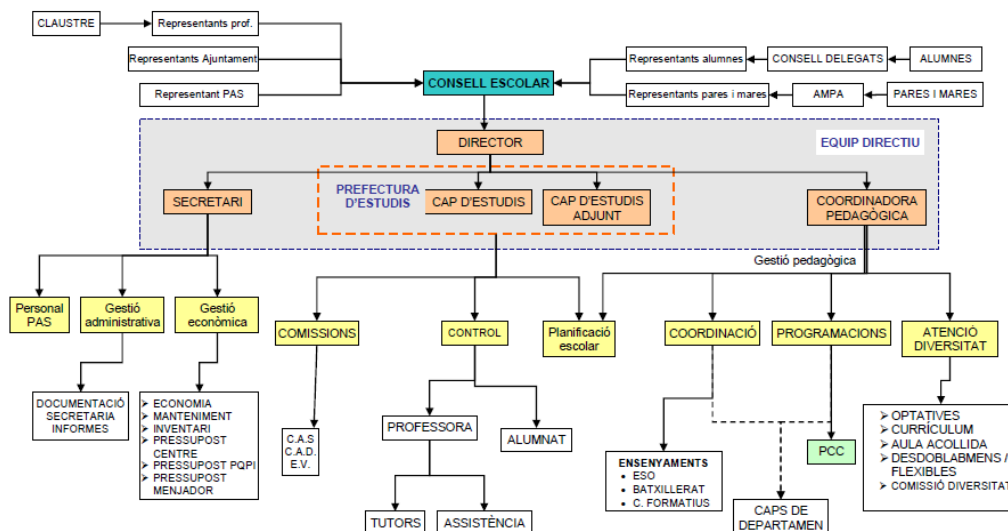 CLAUSTRE
Representants prof.
Representants Ajuntament
Representant PAS
CONSELL ESCOLAR
Representants alumnes
CONSELL DELEGATS
ALUMNES
Representants pares i mares
AMPA
PARES I MARES
DIRECTOR
EQUIP DIRECTIU
SECRETARI
PREFECTURA
D'ESTUDIS
CAP D'ESTUDIS
CAP D'ESTUDIS
ADJUNT
COORDINADORA
PEDAGÒGICA
Gestió pedagògica
Personal
PAS
Gestió
administrativa
Gestió
econòmica
COMISSIONS
CONTROL
Planificació
escolar
COORDINACIÓ
PROGRAMACIONS
ATENCIÓ
DIVERSITAT
DOCUMENTACIÓ
SECRETARIA
INFORMES
ECONOMIA
MANTENIMENT
INVENTARI
PRESSUPOST
CENTRE
PRESSUPOST PQPI
PRESSUPOST
MENJADOR
C.A.S
C.A.D.
E.V.
PROFESSORA
ALUMNAT
TUTORS
ASSISTÈNCIA
ENSENYAMENTS
ESO
BATXILLERAT
C. FORMATIUS
CAPS DE
DEPARTAMEN
PCC
OPTATIVES
CURRÍCULUM
AULA ACOLLIDA
DESDOBLABMENS /
FLEXIBLES
COMISSIÓ DIVERSITAT